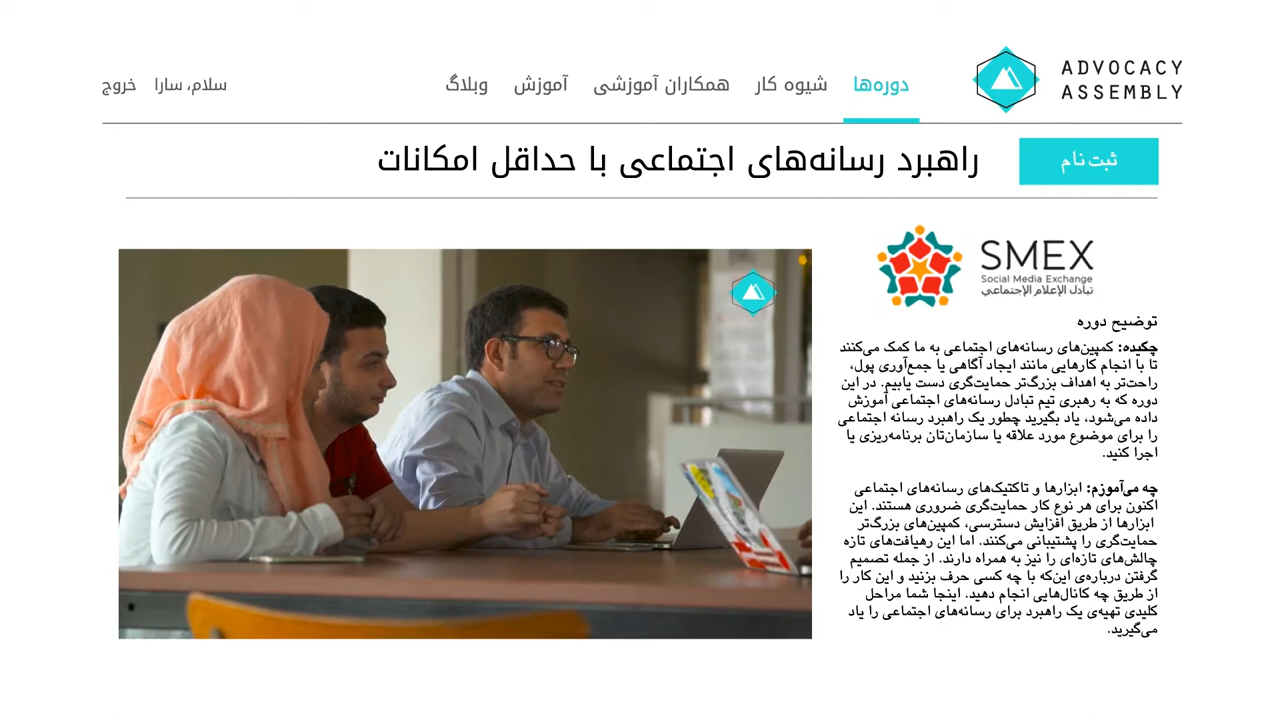 ADVOCACY
ASSEMBLY
دوره‌ها
شیوه کار
همکاران آموزشی
آموزش
وبلاگ
سلام، سارا
خروج
ثبت نام
راهبرد رسانه‌های اجتماعی با حداقل امکانات
SMEX
Social Media Exchange
تبادل الإعلام الإجتماعي
توضیح دوره
چکیده: کمپین‌های رسانه‌های اجتماعی به ما کمک می‌کنند
تا با انجام کارهایی مانند ایجاد آگاهی یا جمع‌آوری پول،
راحت‌تر به اهداف بزرگ‌تر حمایت‌گری دست یابیم. در این
دوره که به رهبری تیم تبادل رسانه‌های اجتماعی آموزش
داده می‌شود، یاد بگیرید چطور یک راهبرد رسانه اجتماعی
را برای موضوع مورد علاقه یا سازمان‌تان برنامه‌ریزی یا
اجرا کنید.
چه می‌آموزم: ابزارها و تاکتیک‌های رسانه‌های اجتماعی
اکنون برای هر نوع کار حمایت‌گری ضروری هستند. این
ابزارها از طریق افزایش دسترسی، کمپین‌های بزرگ‌تر
حمایت‌گری را پشتیبانی می‌کنند. اما این رهیافت‌های تازه
چالش‌های تازه‌ای را نیز به همراه دارند. از جمله تصمیم
گرفتن درباره‌ی این‌که با چه کسی حرف بزنید و این کار را
از طریق چه کانال‌هایی انجام دهید. اینجا شما مراحل
کلیدی تهیه‌ی یک راهبرد برای رسانه‌های اجتماعی را یاد
می‌گیرید.